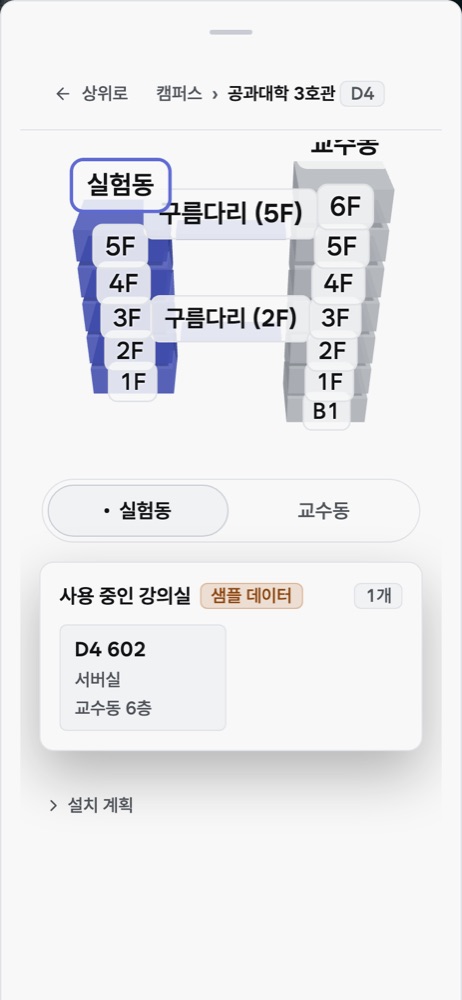 ← 상위로 캠퍼스 › 공과대학 3호관 D4
교수동
실험동
구름다리 (5F)
6F
5F
5F
4F
4F
3F
구름다리 (2F)
3F
2F
2F
1F
1F
B1
• 실험동
교수동
사용 중인 강의실 샘플 데이터 1개
D4 602
서버실
교수동 6층
> 설치 계획